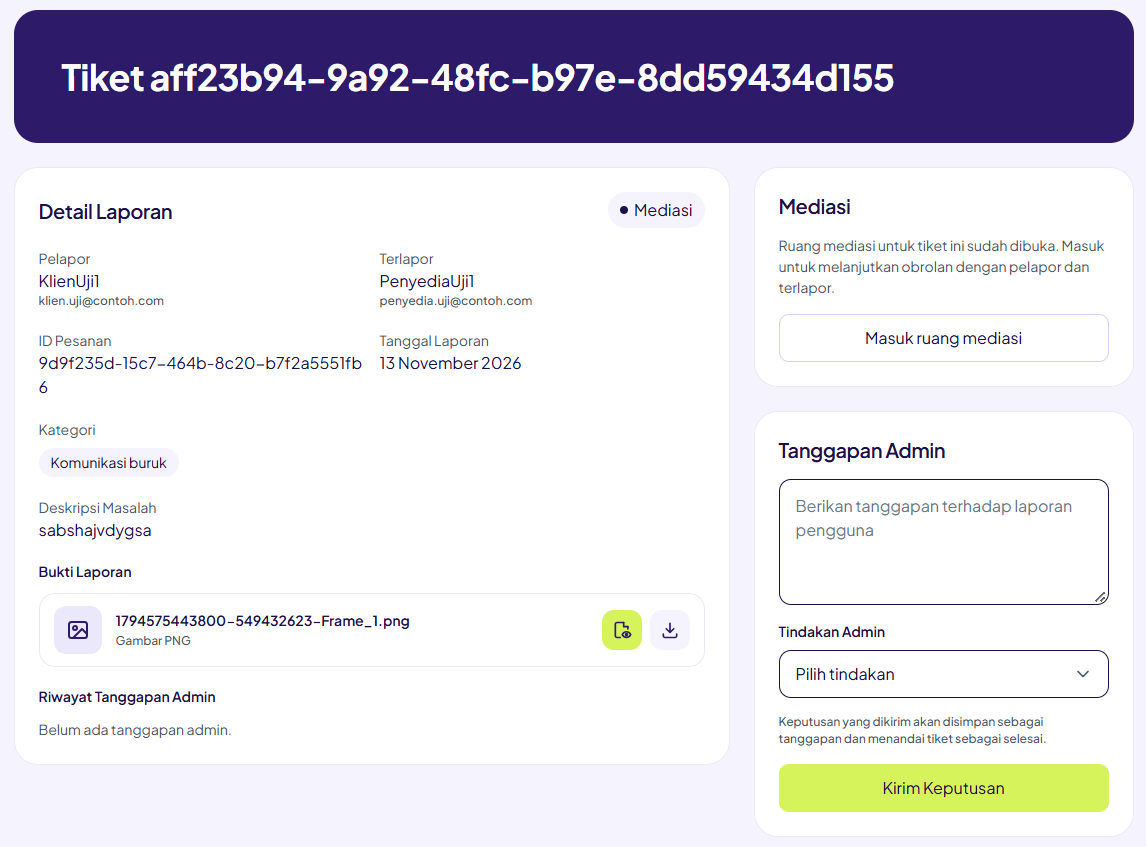 Tiket aff23b94-9a92-48fc-b97e-8dd59434d155
Detail Laporan
Mediasi
Pelapor
KlienUji1
klien.uji@contoh.com
Terlapor
PenyediaUji1
penyedia.uji@contoh.com
ID Pesanan
9d9f235d-15c7-464b-8c20-b7f2a5551fb
6
Tanggal Laporan
13 November 2026
Kategori
Komunikasi buruk
Deskripsi Masalah
sabshajvdygsa
Bukti Laporan
1794575443800-549432623-Frame_1.png
Gambar PNG
Riwayat Tanggapan Admin
Belum ada tanggapan admin.
Mediasi
Ruang mediasi untuk tiket ini sudah dibuka. Masuk
untuk melanjutkan obrolan dengan pelapor dan
terlapor.
Masuk ruang mediasi
Tanggapan Admin
Berikan tanggapan terhadap laporan
pengguna
Tindakan Admin
Pilih tindakan
Keputusan yang dikirim akan disimpan sebagai
tanggapan dan menandai tiket sebagai selesai.
Kirim Keputusan